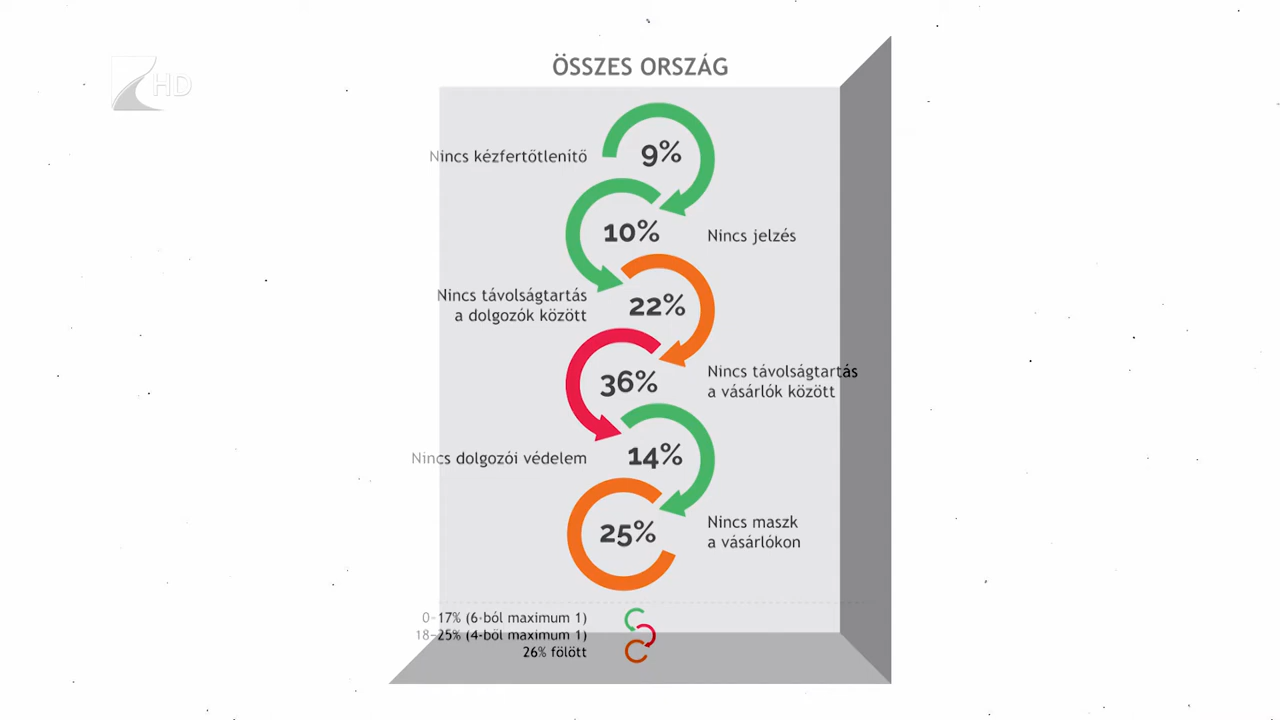 HD
ÖSSZES ORSZÁG
Nincs kézfertőtlenítő
9%
10%
Nincs jelzés
Nincs távolságtartás
a dolgozók között
22%
36%
Nincs távolságtartás
a vásárlók között
Nincs dolgozói védelem
14%
25%
Nincs maszk
a vásárlókon
0-17% (6-ból maximum 1)
18-25% (4-ből maximum 1)
26% fölött